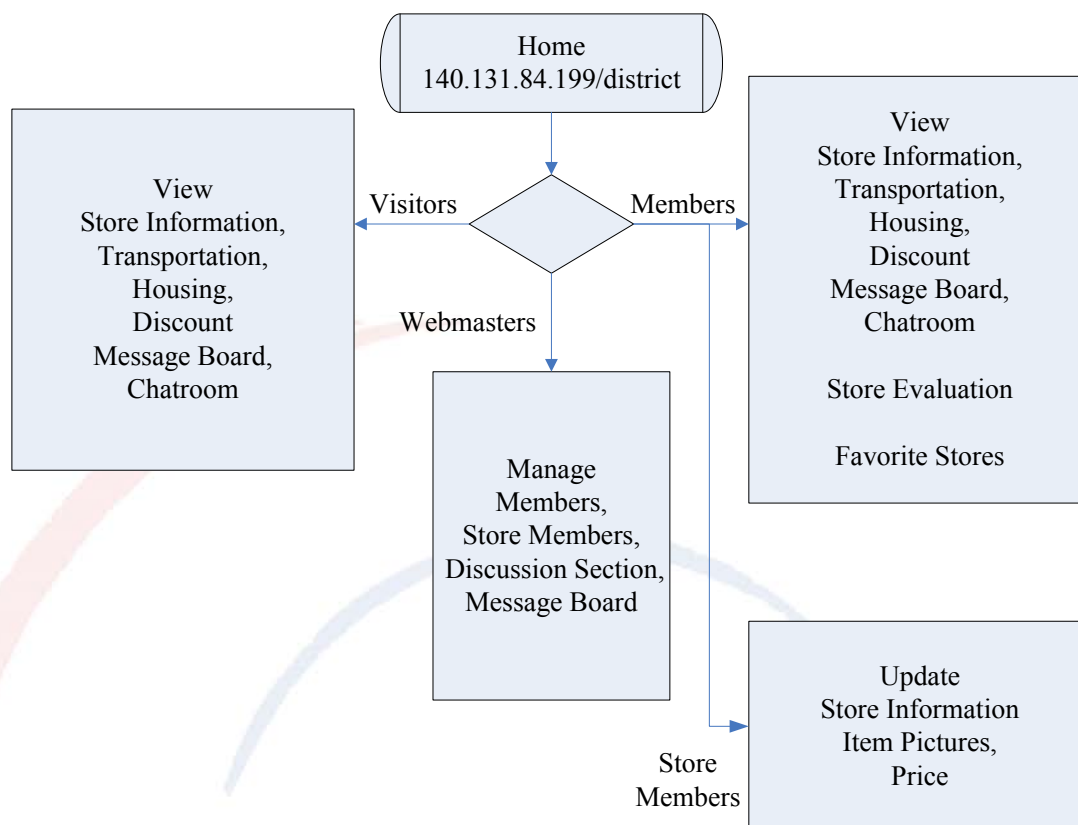 Home
140.131.84.199/district
View
Store Information,
Transportation,
Housing,
Discount
Message Board,
Chatroom
Visitors
Members
Webmasters
View
Store Information,
Transportation,
Housing,
Discount
Message Board,
Chatroom
Store Evaluation
Favorite Stores
Manage
Members,
Store Members,
Discussion Section,
Message Board
Store
Members
Update
Store Information
Item Pictures,
Price